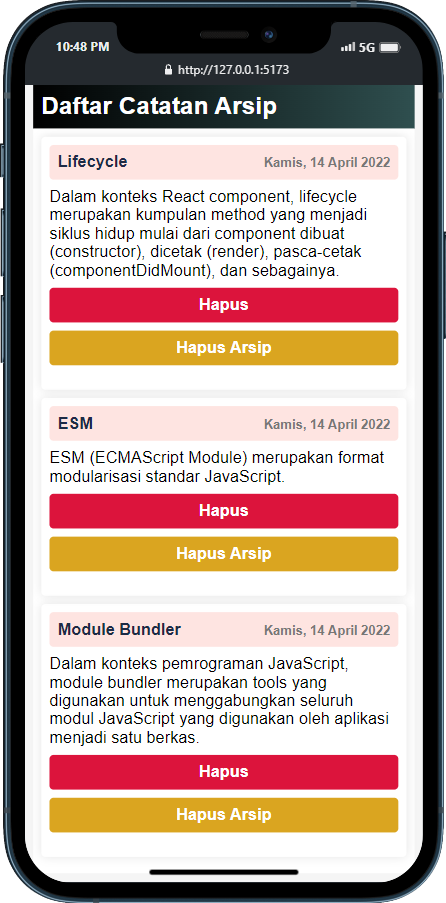 10:48 PM
5G
http://127.0.0.1:5173
Daftar Catatan Arsip
Lifecycle
Kamis, 14 April 2022
Dalam konteks React component, lifecycle
merupakan kumpulan method yang menjadi
siklus hidup mulai dari component dibuat
(constructor), dicetak (render), pasca-cetak
(componentDidMount), dan sebagainya.
Hapus
Hapus Arsip
ESM
Kamis, 14 April 2022
ESM (ECMAScript Module) merupakan format
modularisasi standar JavaScript.
Hapus
Hapus Arsip
Module Bundler
Kamis, 14 April 2022
Dalam konteks pemrograman JavaScript,
module bundler merupakan tools yang
digunakan untuk menggabungkan seluruh
modul JavaScript yang digunakan oleh aplikasi
menjadi satu berkas.
Hapus
Hapus Arsip